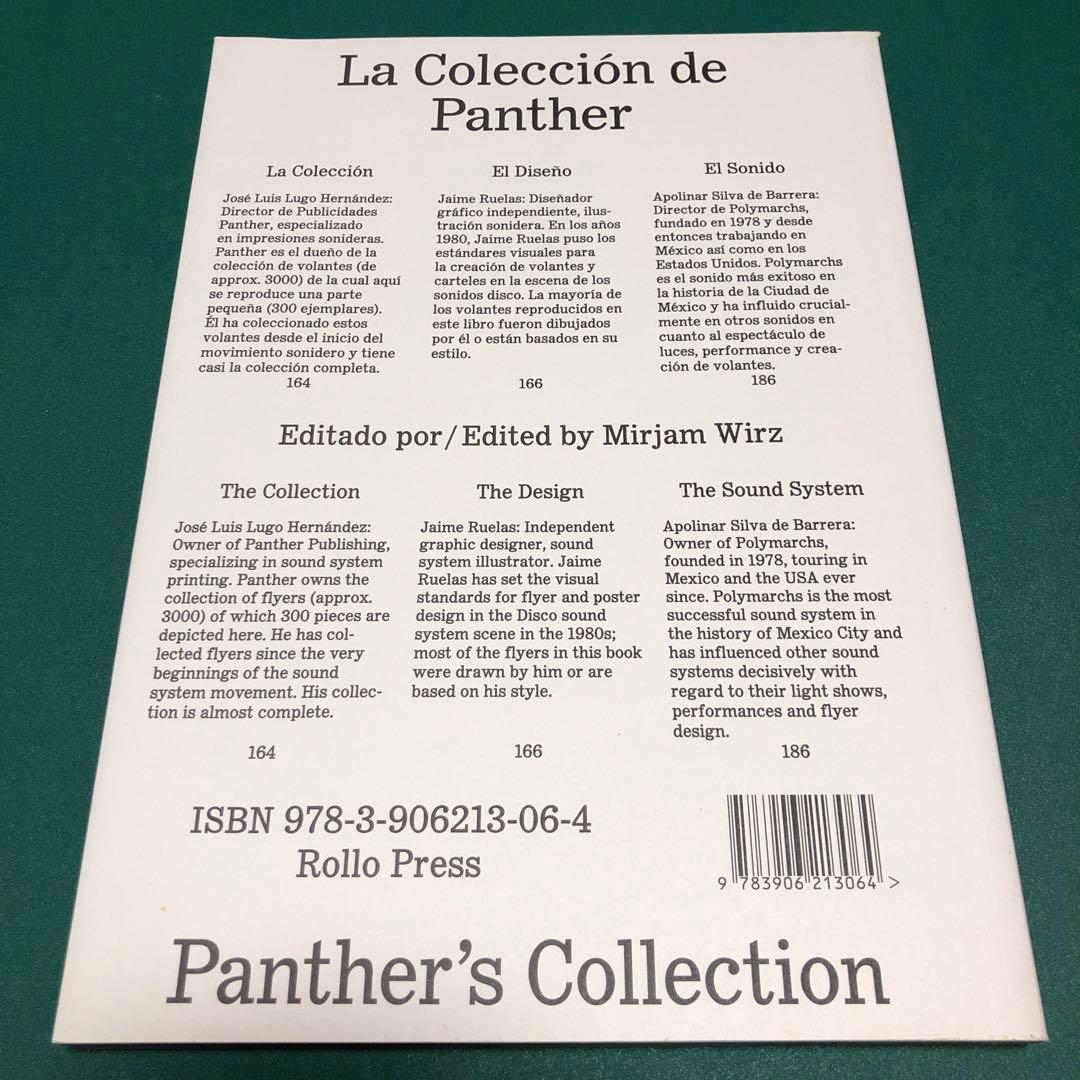 La Colección de
Panther
La Colección
José Luis Lugo Hernández:
Director de Publicidades
Panther, especializado
en impresiones sonideras.
Panther es el dueño de la
colección de volantes (de
approx. 3000) de la cual aquí
se reproduce una parte
pequeña (300 ejemplares).
Él ha coleccionado estos
volantes desde el inicio del
movimiento sonidero y tiene
casi la colección completa.
164
El Diseño
Jaime Ruelas: Diseñador
gráfico independiente, ilus-
tración sonidera. En los años
1980, Jaime Ruelas puso los
estándares visuales para
la creación de volantes y
carteles en la escena de los
sonidos disco. La mayoría de
los volantes reproducidos en
este libro fueron dibujados
por él o están basados en su
estilo.
166
El Sonido
Apolinar Silva de Barrera:
Director de Polymarchs,
fundado en 1978 y desde
entonces trabajando en
México así como en los
Estados Unidos. Polymarchs
es el sonido más exitoso en
la historia de la Ciudad de
México y ha influido crucial-
mente en otros sonidos en
cuanto al espectáculo de
luces, performance y crea-
ción de volantes.
186
Editado por/Edited by Mirjam Wirz
The Collection
José Luis Lugo Hernández:
Owner of Panther Publishing,
specializing in sound system
printing. Panther owns the
collection of flyers (approx.
3000) of which 300 pieces are
depicted here. He has col-
lected flyers since the very
beginnings of the sound
system movement. His collec-
tion is almost complete.
164
The Design
Jaime Ruelas: Independent
graphic designer, sound
system illustrator. Jaime
Ruelas has set the visual
standards for flyer and poster
design in the Disco sound
system scene in the 1980s;
most of the flyers in this book
were drawn by him or are
based on his style.
166
The Sound System
Apolinar Silva de Barrera:
Owner of Polymarchs,
founded in 1978, touring in
Mexico and the USA ever
since. Polymarchs is the most
successful sound system in
the history of Mexico City and
has influenced other sound
systems decisively with
regard to their light shows,
performances and flyer
design.
186
ISBN 978-3-906213-06-4
Rollo Press
9 783906 213064 >
Panther's Collection